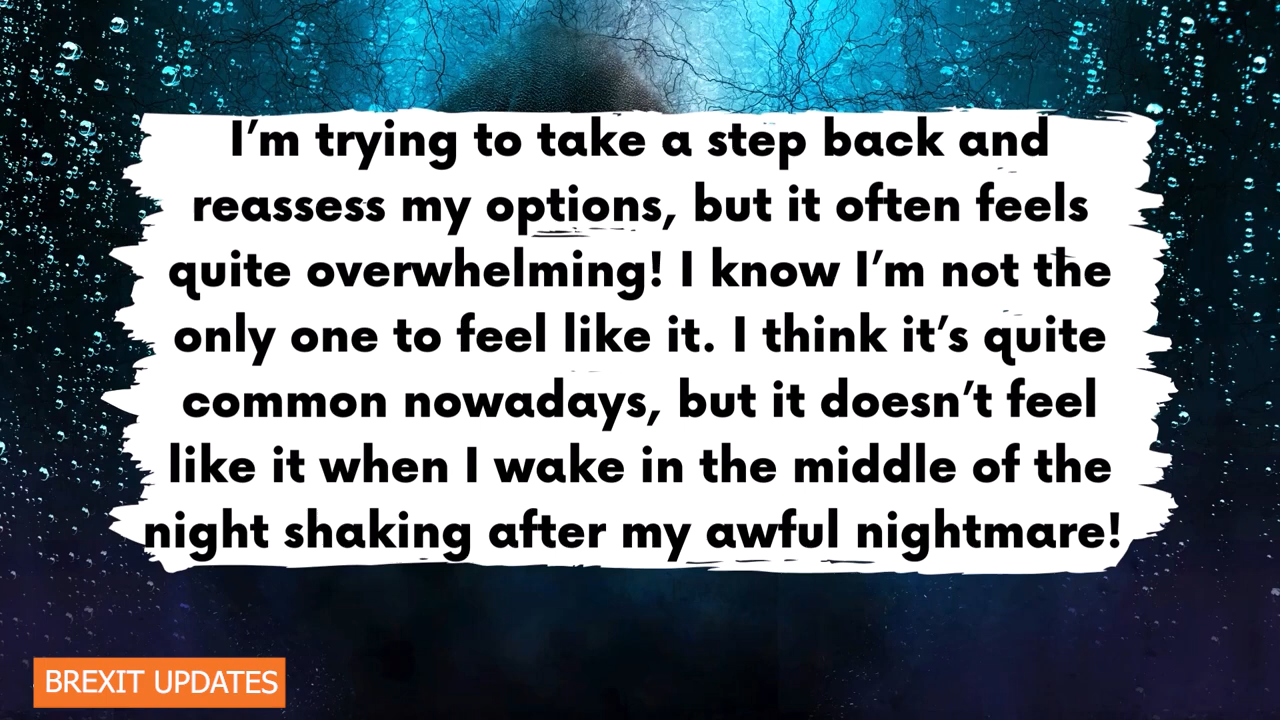 I’m trying to take a step back and
reassess my options, but it often feels
quite overwhelming! I know I’m not the
only one to feel like it. I think it’s quite
common nowadays, but it doesn’t feel
like it when I wake in the middle of the
night shaking after my awful nightmare!
BREXIT UPDATES